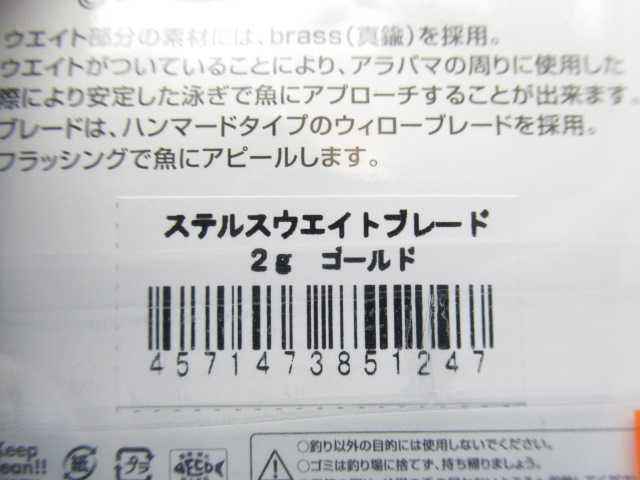 ウエイト部分の素材には、brass（真鍮）を採用。
ウエイトがついていることにより、アラバマの周りに使用した
際により安定した泳ぎで魚にアプローチすることが出来ます。
ブレードは、ハンマードタイプのウィローブレードを採用。
フラッシングで魚にアピールします。
ステルスウエイトブレード
2g ゴールド
4571473851247
Keep
Clean!!
紙
プラ
ECO
○釣り以外の目的には使用しないでください。
○ゴミは釣り場に捨てず、持ち帰りましょう。